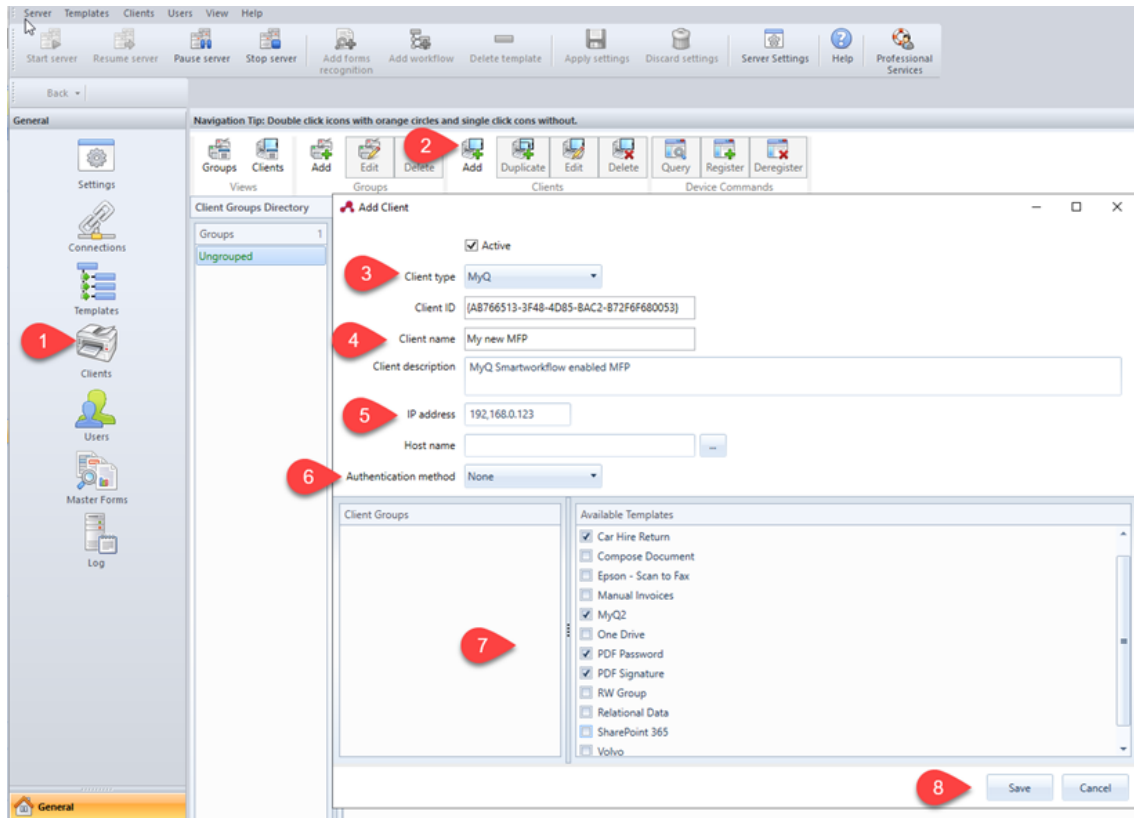 Server Templates Clients Users View Help
Start server Resume server Pause server Stop server Add forms recognition Add workflow Delete template Apply settings Discard settings Server Settings Help Professional Services
Back
General
Navigation Tip: Double click icons with orange circles and single click cons without.
2
Groups Clients Add Edit Delete Add Duplicate Edit Delete Query Register Deregister
Views Groups Clients Device Commands
Settings
Connections
Templates
1
Clients
Users
Master Forms
Log
General
Client Groups Directory
Groups 1
Ungrouped
Add Client
Active
3 Client type MyQ
Client ID {AB766513-3F48-4D85-BAC2-B72F6F680053}
4 Client name My new MFP
Client description MyQ Smartworkflow enabled MFP
5 IP address 192,168.0.123
Host name ...
6 Authentication method None
Client Groups
7
Available Templates
Car Hire Return
Compose Document
Epson - Scan to Fax
Manual Invoices
MyQ2
One Drive
PDF Password
PDF Signature
RW Group
Relational Data
SharePoint 365
Volvo
8 Save Cancel